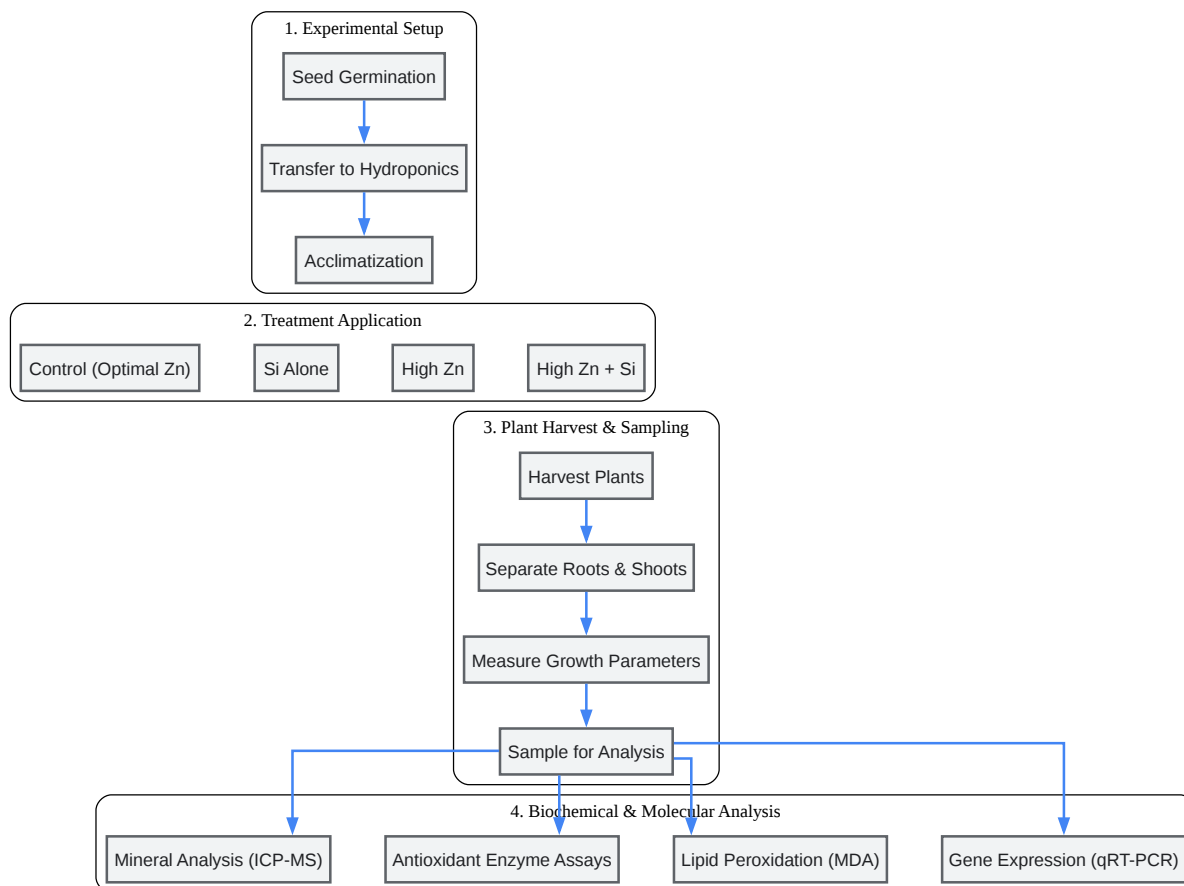 1. Experimental Setup
Seed Germination
Transfer to Hydroponics
Acclimatization
2. Treatment Application
Control (Optimal Zn)
Si Alone
High Zn
High Zn + Si
3. Plant Harvest & Sampling
Harvest Plants
Separate Roots & Shoots
Measure Growth Parameters
Sample for Analysis
4. Biochemical & Molecular Analysis
Mineral Analysis (ICP-MS)
Antioxidant Enzyme Assays
Lipid Peroxidation (MDA)
Gene Expression (qRT-PCR)